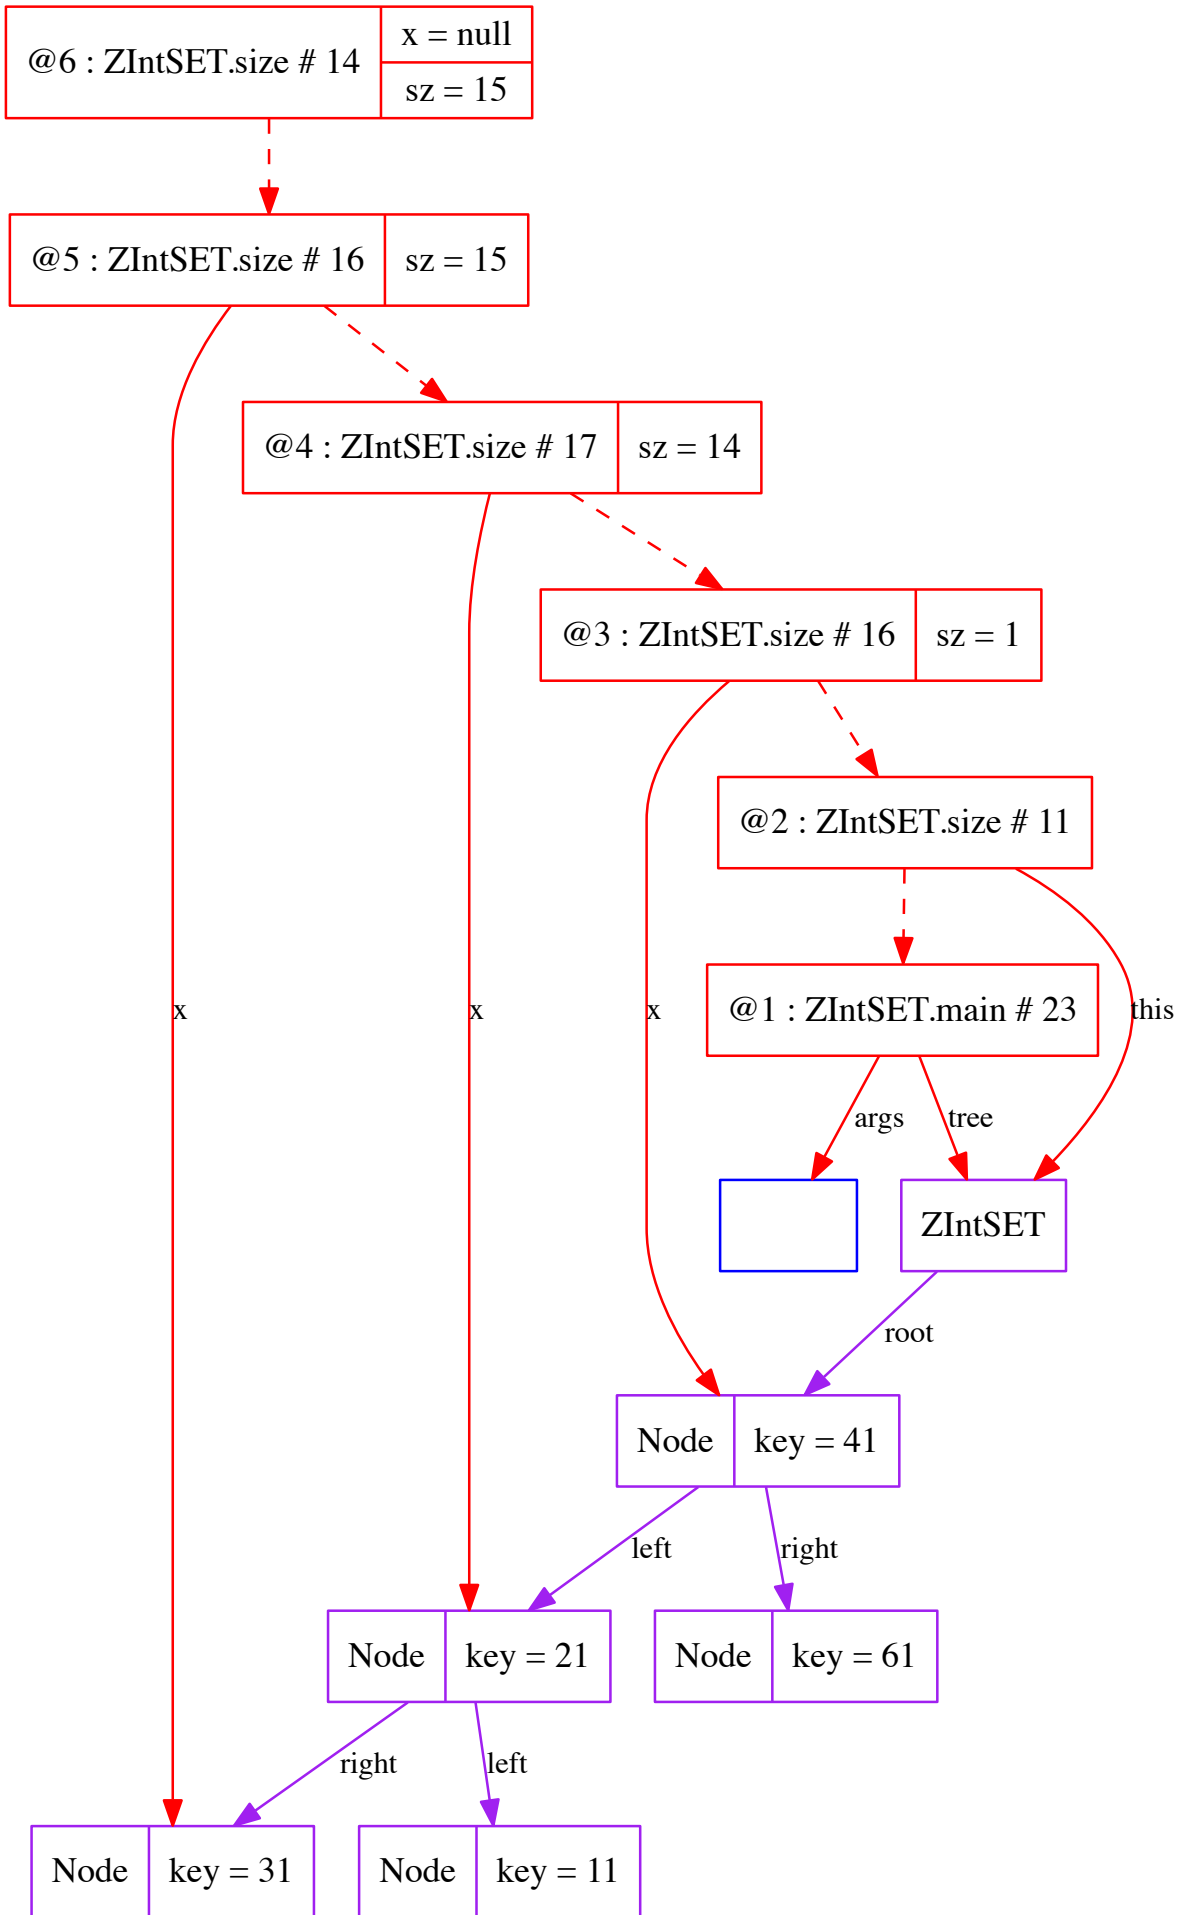 @6 : ZIntSET.size # 14
x = null
sz = 15
@5 : ZIntSET.size # 16
sz = 15
@4 : ZIntSET.size # 17
sz = 14
@3 : ZIntSET.size # 16
sz = 1
@2 : ZIntSET.size # 11
x
x
x
@1 : ZIntSET.main # 23
this
args
tree
ZIntSET
root
Node
key = 41
left
right
Node
key = 21
Node
key = 61
right
left
Node
key = 31
Node
key = 11